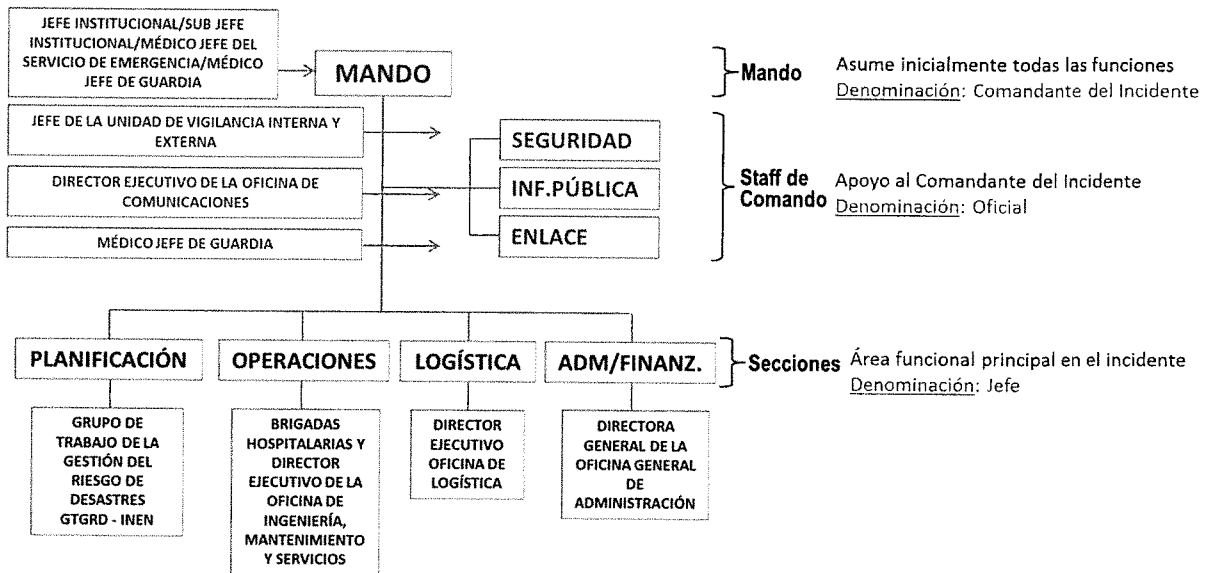 JEFE INSTITUCIONAL/SUB JEFE
INSTITUCIONAL/MÉDICO JEFE DEL
SERVICIO DE EMERGENCIA/MÉDICO
JEFE DE GUARDIA
MANDO
Mando
Asume inicialmente todas las funciones
Denominación: Comandante del Incidente
JEFE DE LA UNIDAD DE VIGILANCIA INTERNA Y
EXTERNA
SEGURIDAD
DIRECTOR EJECUTIVO DE LA OFICINA DE
COMUNICACIONES
INF.PÚBLICA
MÉDICO JEFE DE GUARDIA
ENLACE
Staff de
Comando
Apoyo al Comandante del Incidente
Denominación: Oficial
PLANIFICACIÓN
OPERACIONES
LOGÍSTICA
ADM/FINANZ.
Secciones
Área funcional principal en el incidente
Denominación: Jefe
GRUPO DE
TRABAJO DE LA
GESTIÓN DEL
RIESGO DE
DESASTRES
GTGRD - INEN
BRIGADAS
HOSPITALARIAS Y
DIRECTOR
EJECUTIVO DE LA
OFICINA DE
INGENIERÍA,
MANTENIMIENTO
Y SERVICIOS
DIRECTOR
EJECUTIVO
OFICINA DE
LOGÍSTICA
DIRECTORA
GENERAL DE LA
OFICINA GENERAL
DE
ADMINISTRACIÓN